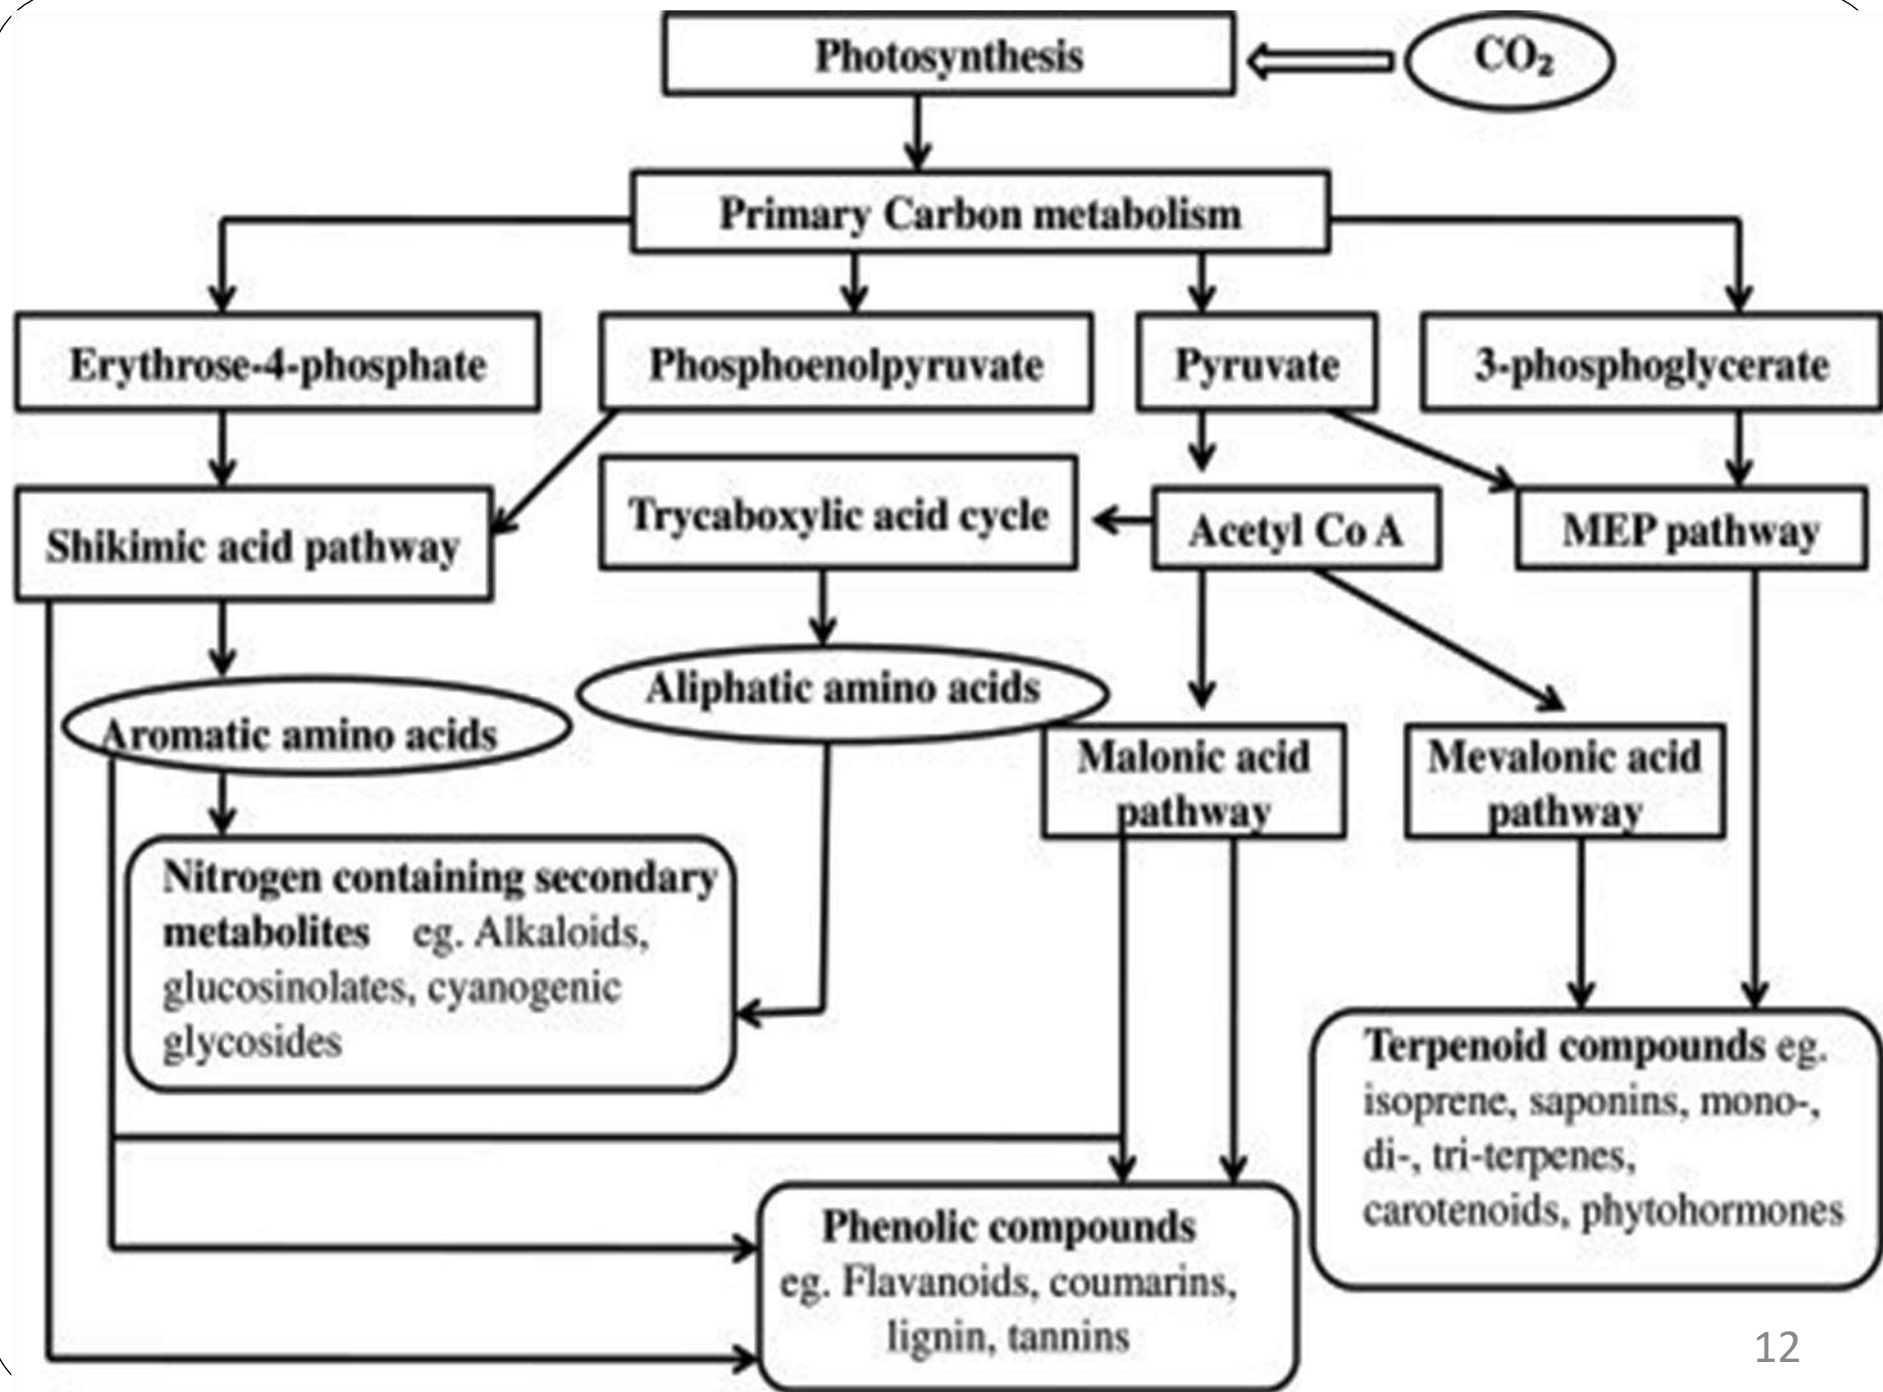 Photosynthesis
CO₂
Primary Carbon metabolism
Erythrose-4-phosphate
Phosphoenolpyruvate
Pyruvate
3-phosphoglycerate
Shikimic acid pathway
Trycaboxylic acid cycle
Acetyl Co A
MEP pathway
Aromatic amino acids
Aliphatic amino acids
Malonic acid
pathway
Mevalonic acid
pathway
Nitrogen containing secondary
metabolites eg. Alkaloids,
glucosinolates, cyanogenic
glycosides
Terpenoid compounds eg.
isoprene, saponins, mono-,
di-, tri-terpenes,
carotenoids, phytohormones
Phenolic compounds
eg. Flavanoids, coumarins,
lignin, tannins
12